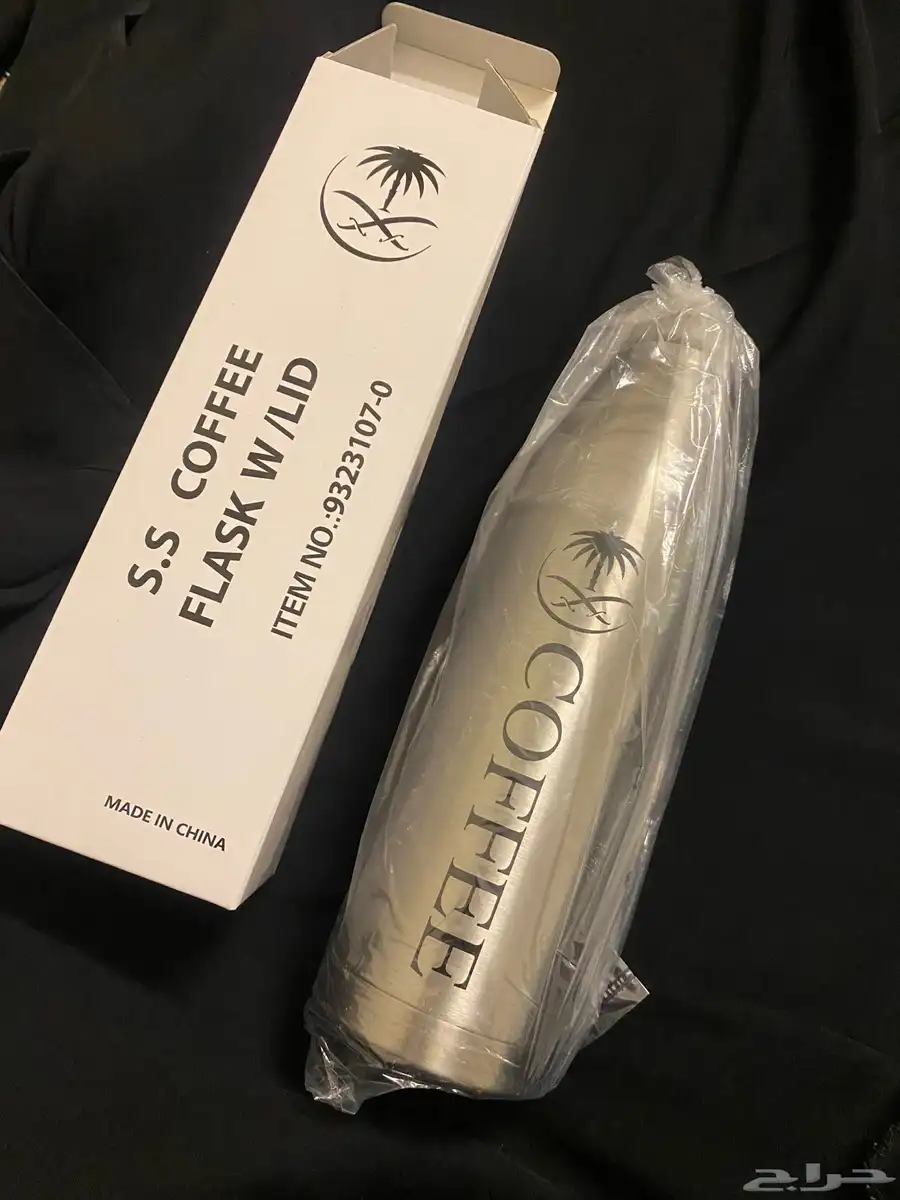 S.S COFFEE
FLASK W/LID
ITEM NO.:9323107-0
MADE IN CHINA
COFFEE
حراج